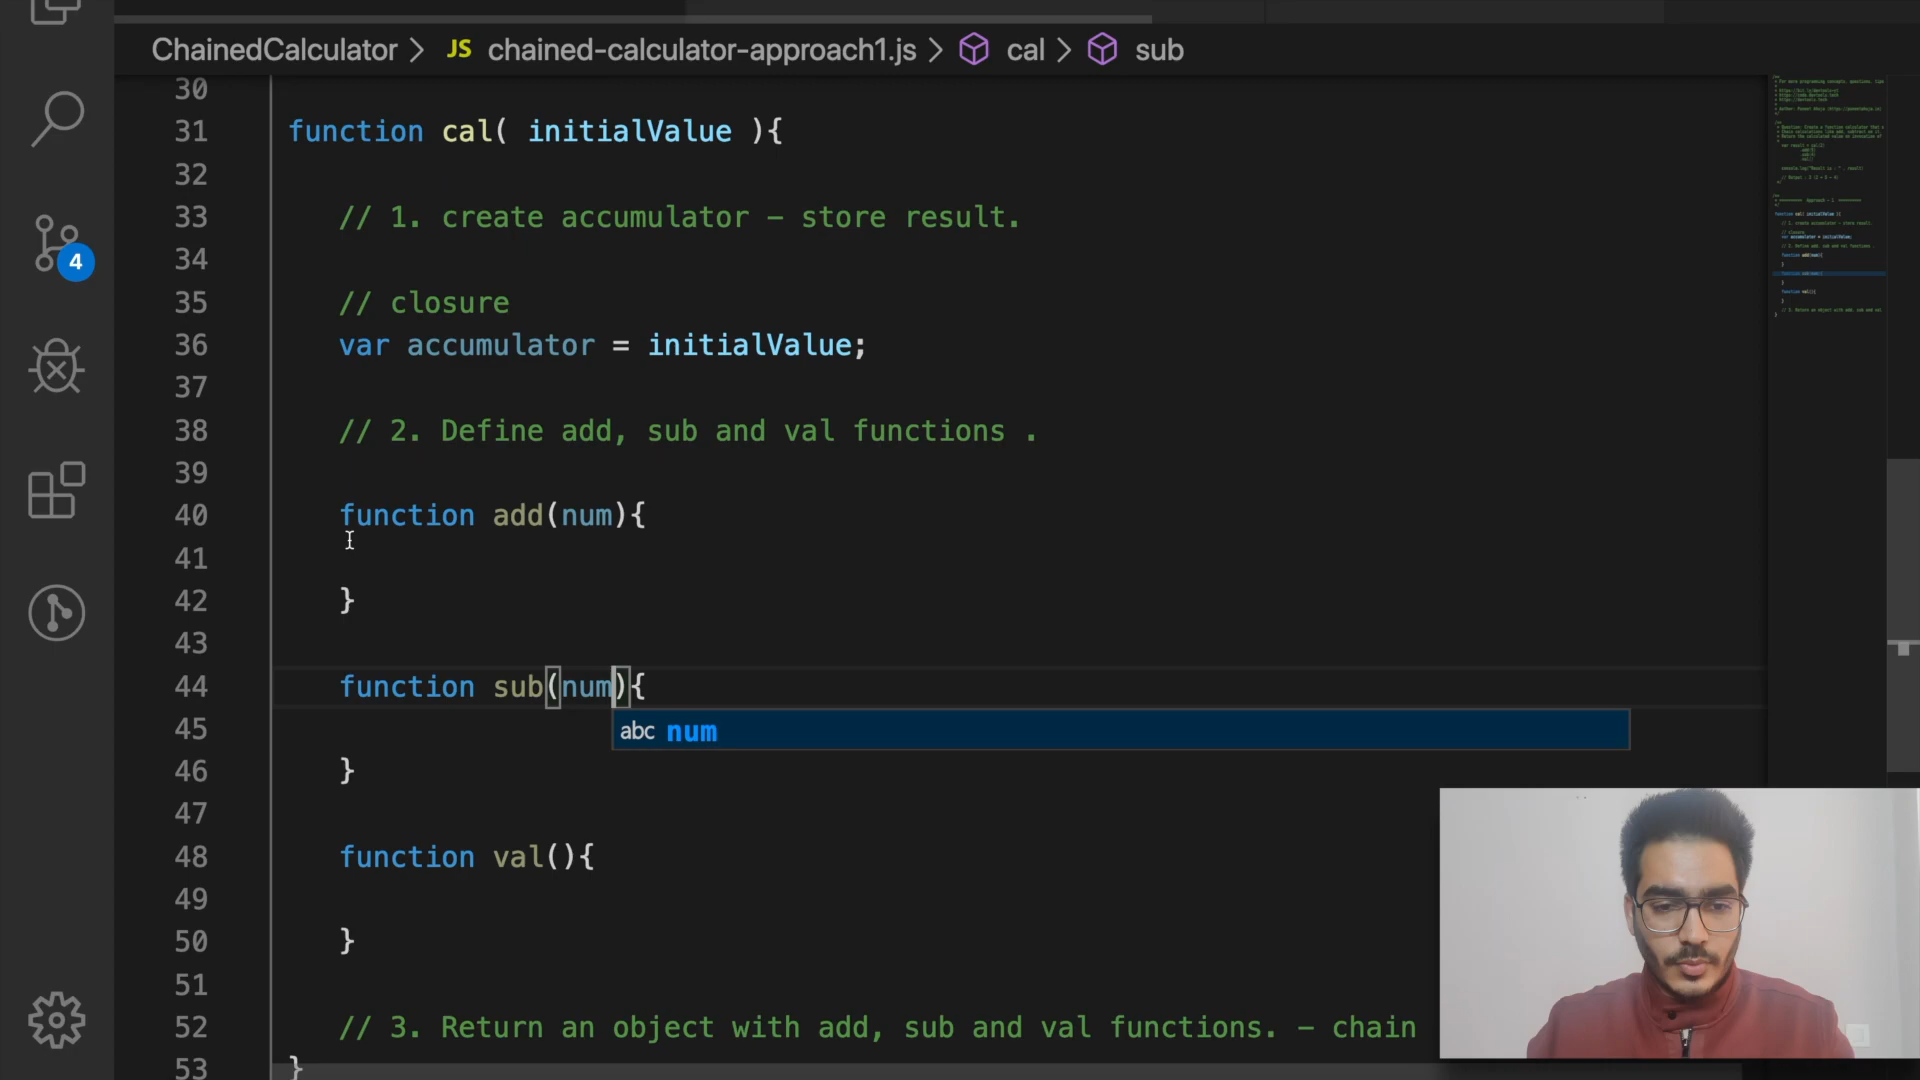 ChainedCalculator > JS chained-calculator-approach1.js > cal > sub
30
31 function cal( initialValue ){
32
33 // 1. create accumulator – store result.
34
35 // closure
36 var accumulator = initialValue;
37
38 // 2. Define add, sub and val functions .
39
40 function add(num){
41
42 }
43
44 function sub(num){
45 abc num
46 }
47
48 function val(){
49
50 }
51
52 // 3. Return an object with add, sub and val functions. – chain
53 }
4